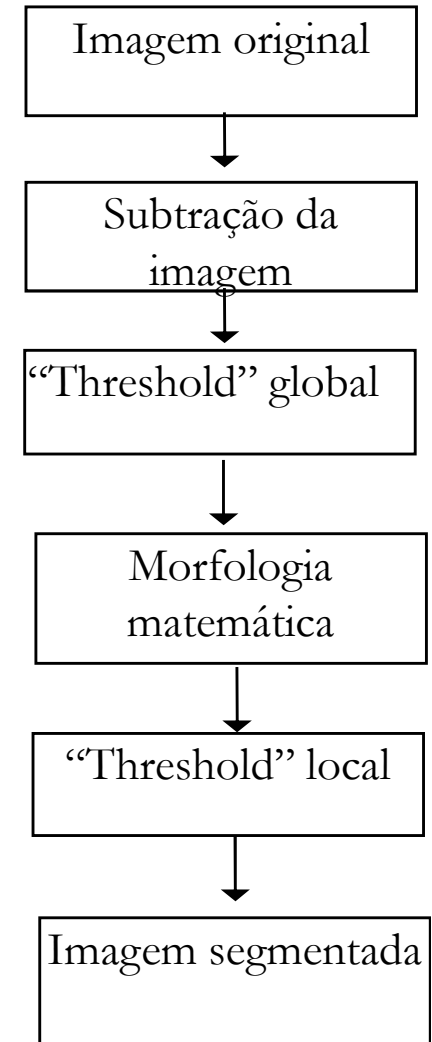 Imagem original
Subtração da
imagem
“Threshold” global
Morfologia
matemática
“Threshold” local
Imagem segmentada